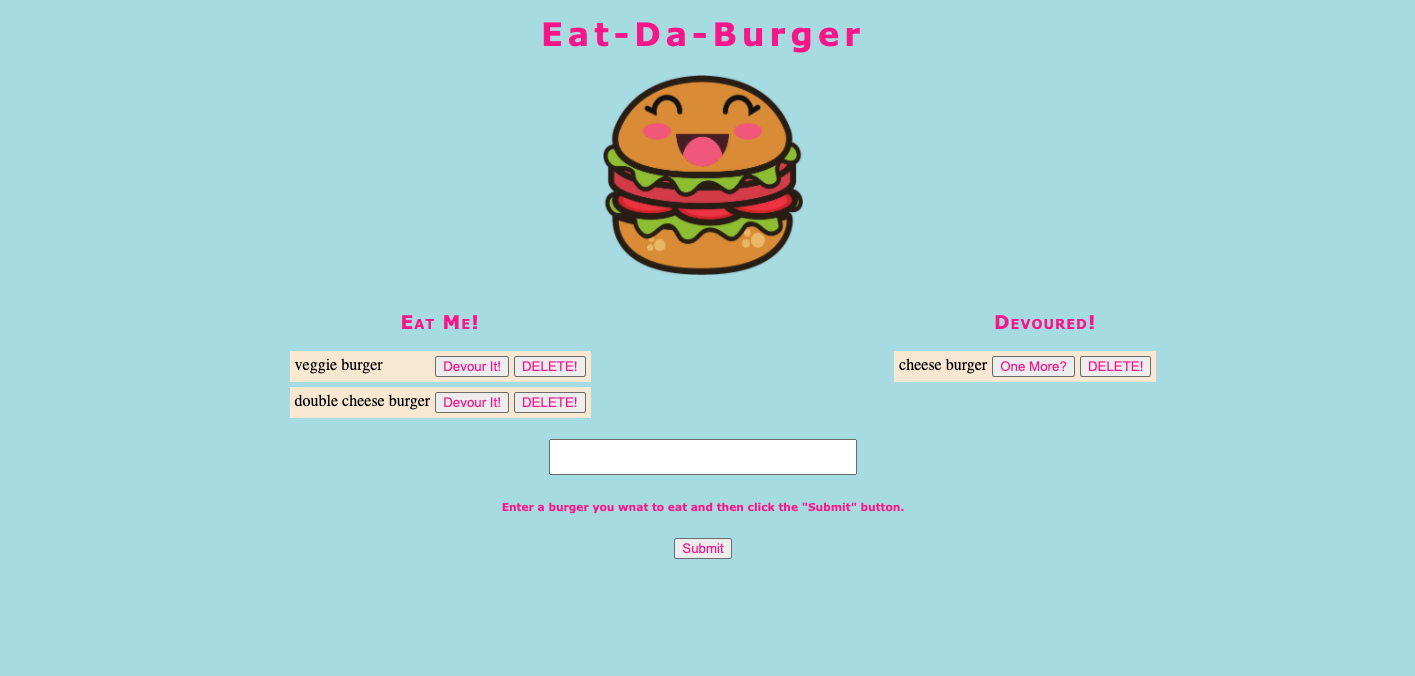 Eat-Da-Burger
Eat Me!
veggie burger Devour It! DELETE!
double cheese burger Devour It! DELETE!
Devoured!
cheese burger One More? DELETE!
Enter a burger you wnat to eat and then click the "Submit" button.
Submit